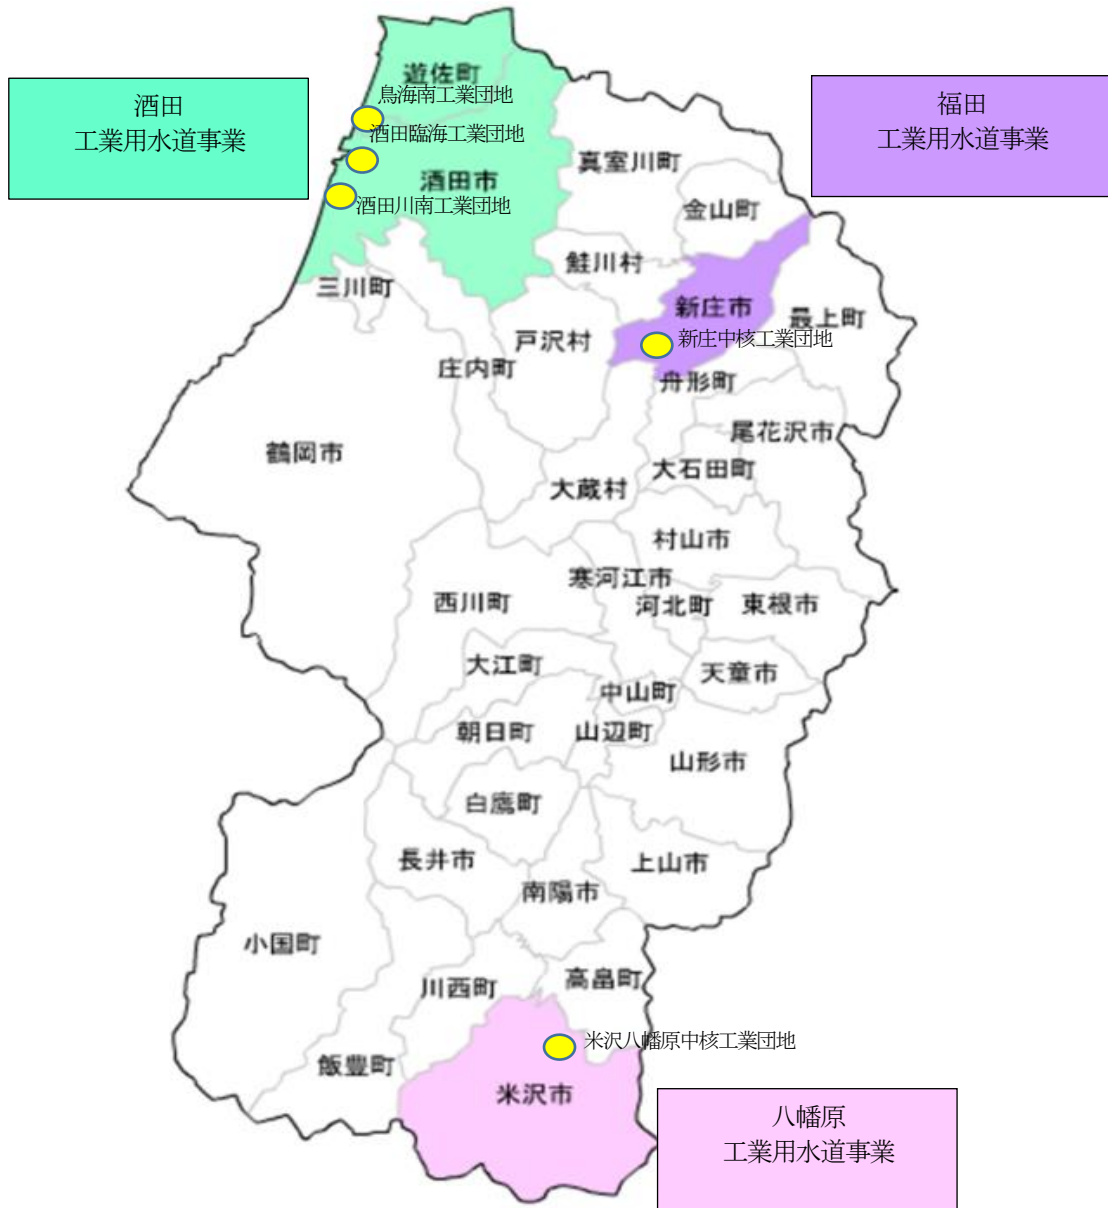 遊佐町
鳥海南工業団地
酒田
工業用水道事業
福田
工業用水道事業
酒田臨海工業団地
真室川町
酒田市
酒田川南工業団地
金山町
鮭川村
三川町
新庄市
最上町
戸沢村
新庄中核工業団地
庄内町
舟形町
尾花沢市
鶴岡市
大石田町
大蔵村
村山市
寒河江市
西川町
河北町
東根市
大江町
天童市
中山町
朝日町
山辺町
山形市
白鷹町
長井市
上山市
南陽市
小国町
高畠町
川西町
米沢八幡原中核工業団地
飯豊町
米沢市
八幡原
工業用水道事業